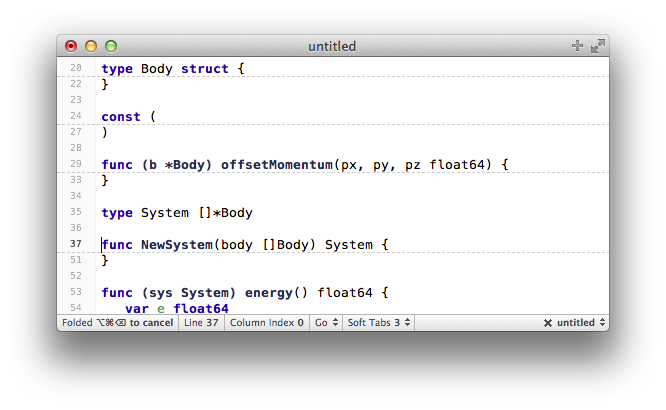 untitled
20 type Body struct {
22 }
23
24 const (
27 )
28
29 func (b *Body) offsetMomentum(px, py, pz float64) {
33 }
34
35 type System []*Body
36
37 func NewSystem(body []Body) System {
51 }
52
53 func (sys System) energy() float64 {
54 var e float64
Folded ⌥⌘⌫ to cancel Line 37 Column Index 0 Go Soft Tabs 3 untitled